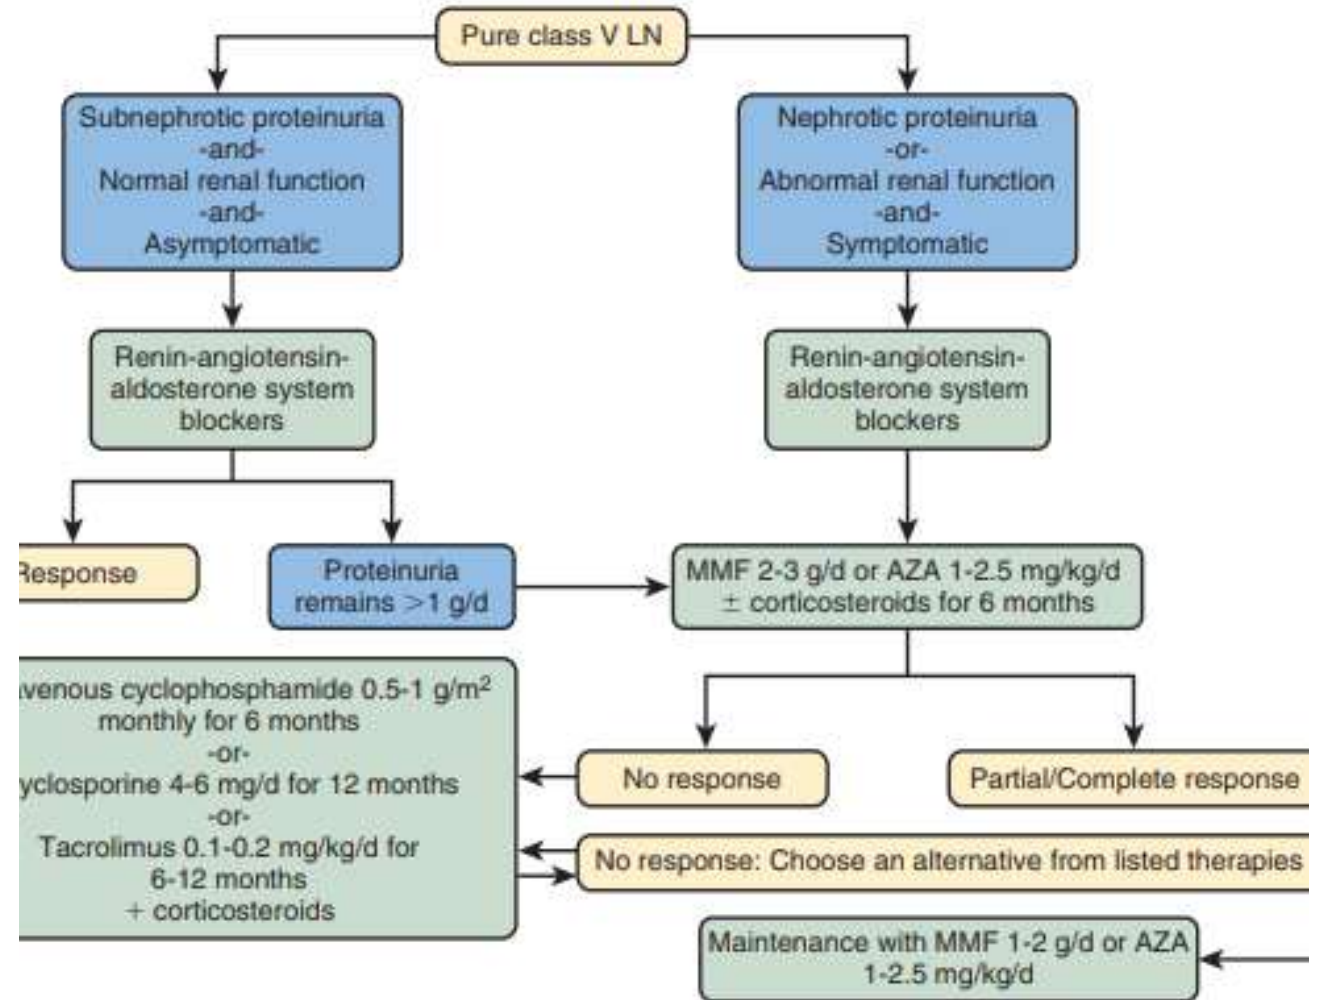 Pure class V LN
Subnephrotic proteinuria
-and-
Normal renal function
-and-
Asymptomatic
Nephrotic proteinuria
-or-
Abnormal renal function
-and-
Symptomatic
Renin-angiotensin-
aldosterone system
blockers
Renin-angiotensin-
aldosterone system
blockers
Response
Proteinuria
remains >1 g/d
MMF 2-3 g/d or AZA 1-2.5 mg/kg/d
± corticosteroids for 6 months
venous cyclophosphamide 0.5-1 g/m²
monthly for 6 months
-or-
yclosporine 4-6 mg/d for 12 months
-or-
Tacrolimus 0.1-0.2 mg/kg/d for
6-12 months
+ corticosteroids
No response
Partial/Complete response
No response: Choose an alternative from listed therapies
Maintenance with MMF 1-2 g/d or AZA
1-2.5 mg/kg/d